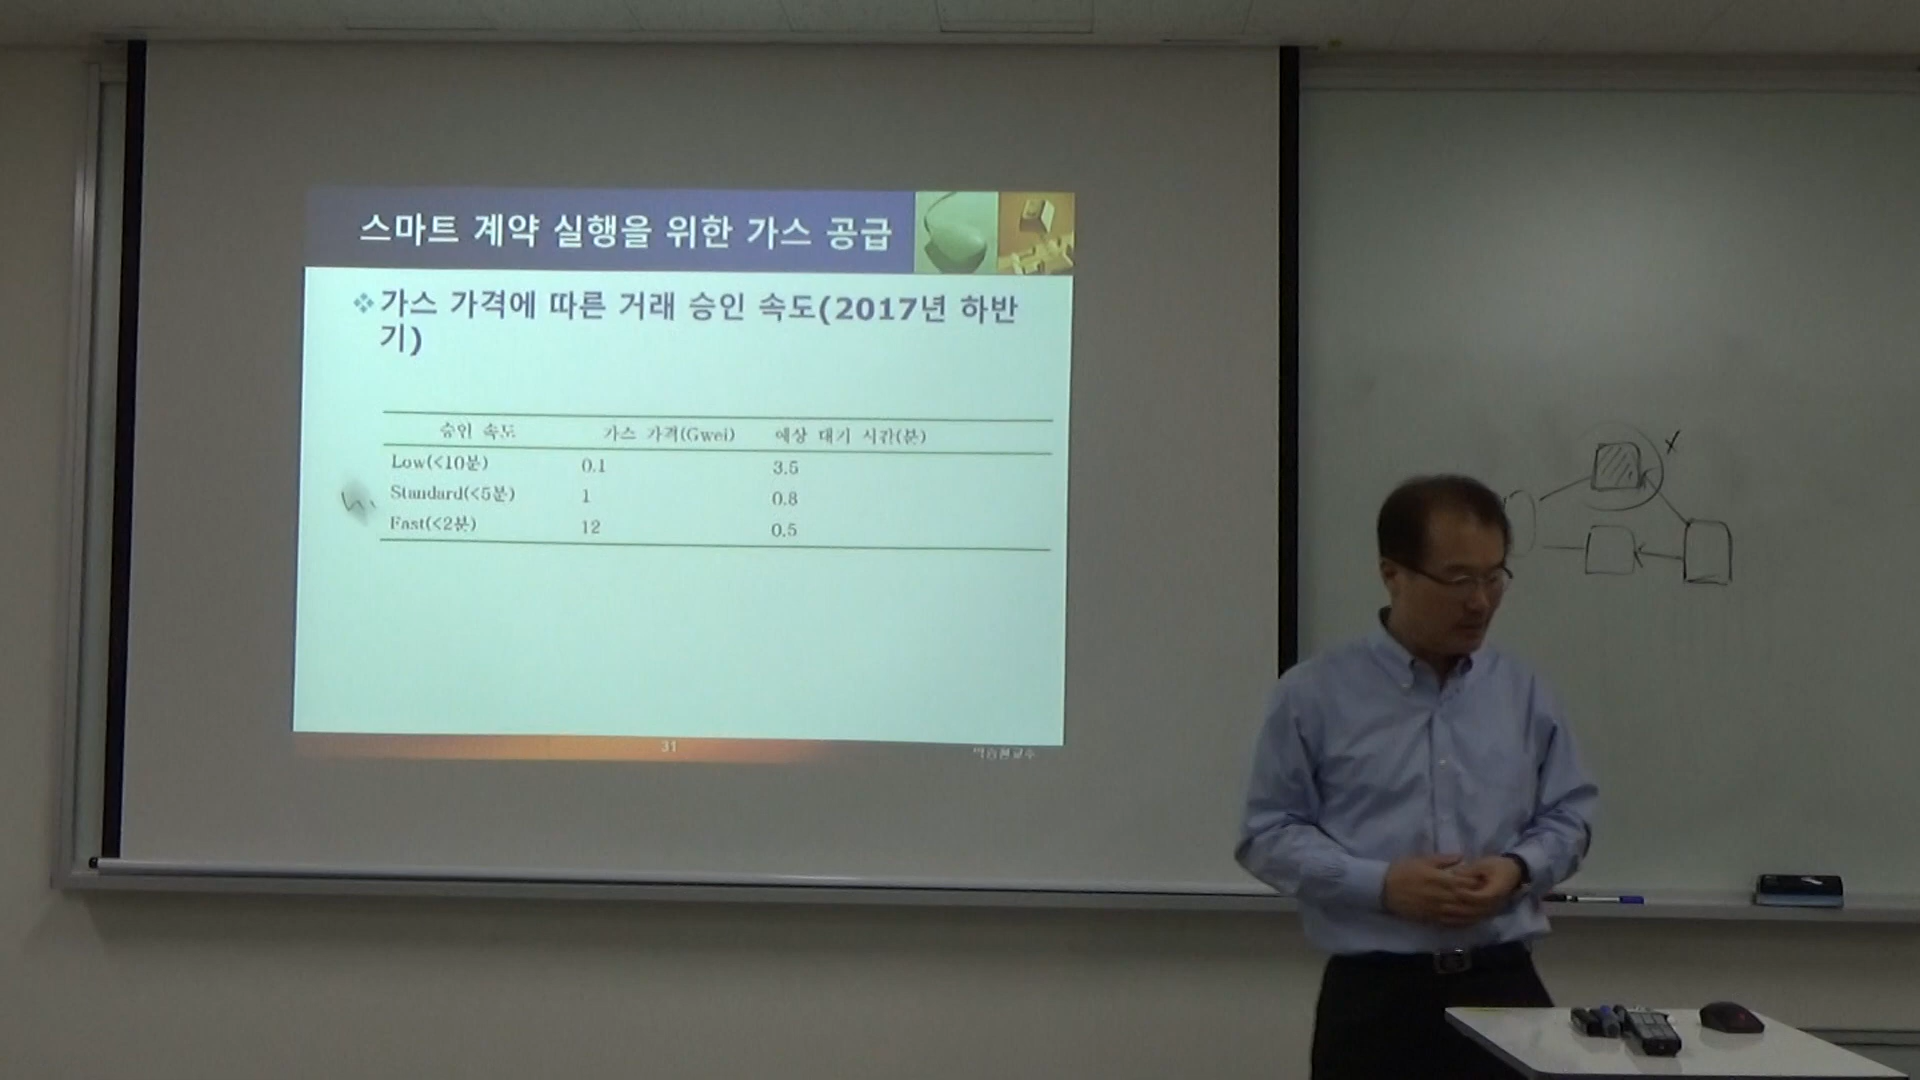 스마트 계약 실행을 위한 가스 공급
가스 가격에 따른 거래 승인 속도(2017년 하반
기)
승인 속도 가스 가격(Gwei) 예상 대기 시간(분)
Low(<10분) 0.1 3.5
Standard(<5분) 1 0.8
Fast(<2분) 12 0.5
31